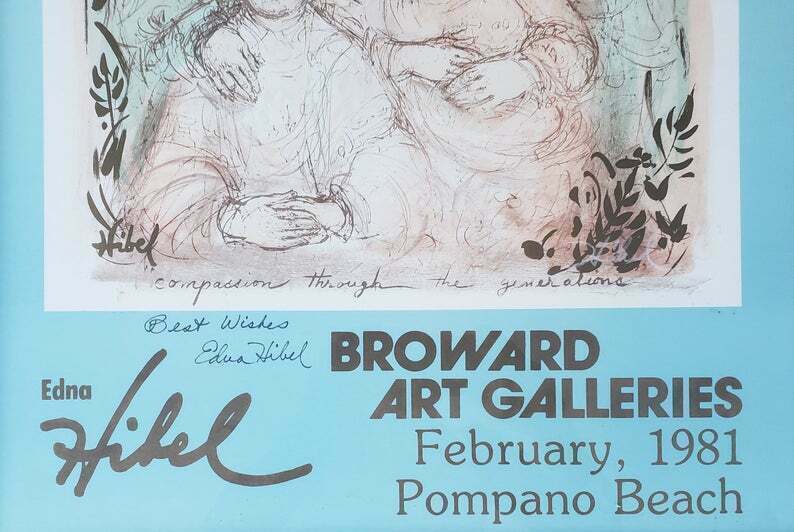 Hibel
compassion through the generations
Best Wishes
Edna Hibel
Edna
Hibel
BROWARD
ART GALLERIES
February, 1981
Pompano Beach